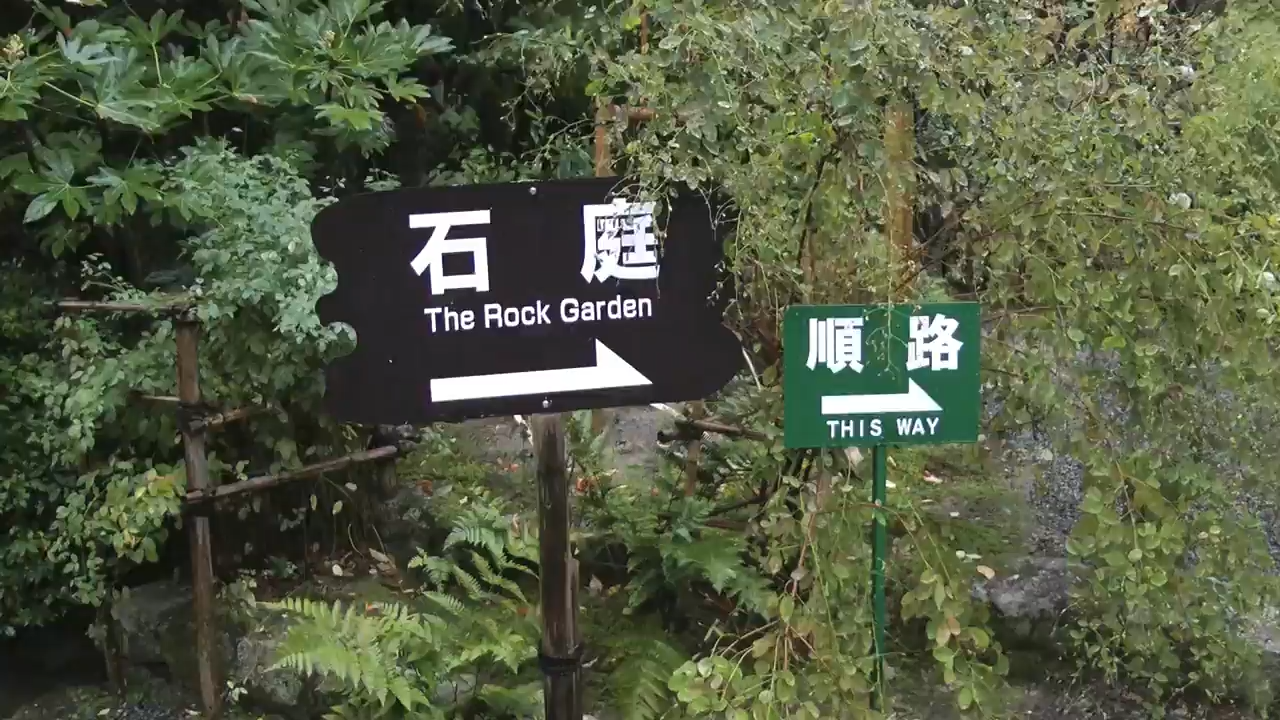 石 庭
The Rock Garden
順 路
THIS WAY